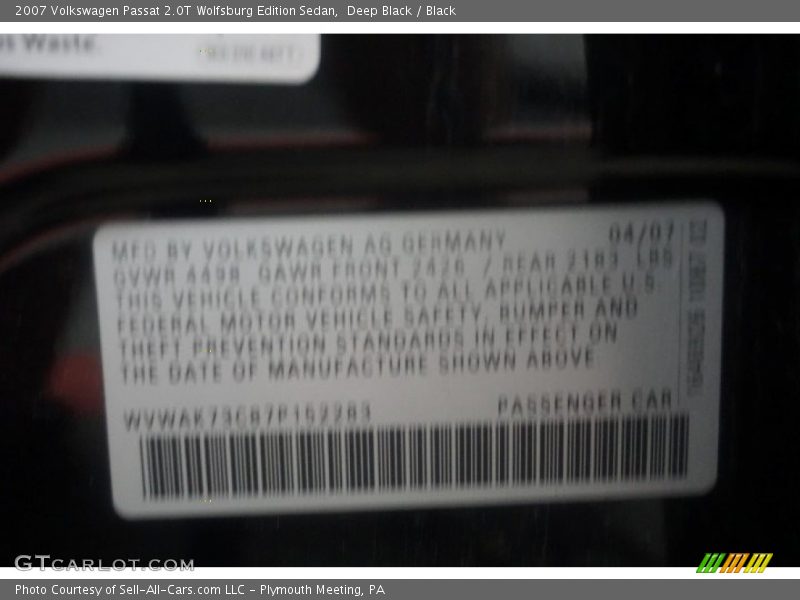 2007 Volkswagen Passat 2.0T Wolfsburg Edition Sedan,  Deep Black / Black
Waste.
MFD BY VOLKSWAGEN AG GERMANY 04/07
GVWR 4498 GAWR FRONT 2426 / REAR 2183 LBS
THIS VEHICLE CONFORMS TO ALL APPLICABLE U.S.
FEDERAL MOTOR VEHICLE SAFETY, BUMPER AND
THEFT PREVENTION STANDARDS IN EFFECT ON
THE DATE OF MANUFACTURE SHOWN ABOVE
WVWAK73C87P152283 PASSENGER CAR
GTCARLOT.COM
Photo Courtesy of Sell-All-Cars.com LLC - Plymouth Meeting, PA